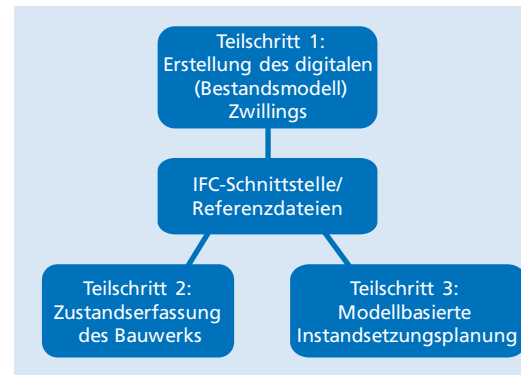 Teilschritt 1:
Erstellung des digitalen
(Bestandsmodell)
Zwillings
IFC-Schnittstelle/
Referenzdateien
Teilschritt 2:
Zustandserfassung
des Bauwerks
Teilschritt 3:
Modellbasierte
Instandsetzungsplanung